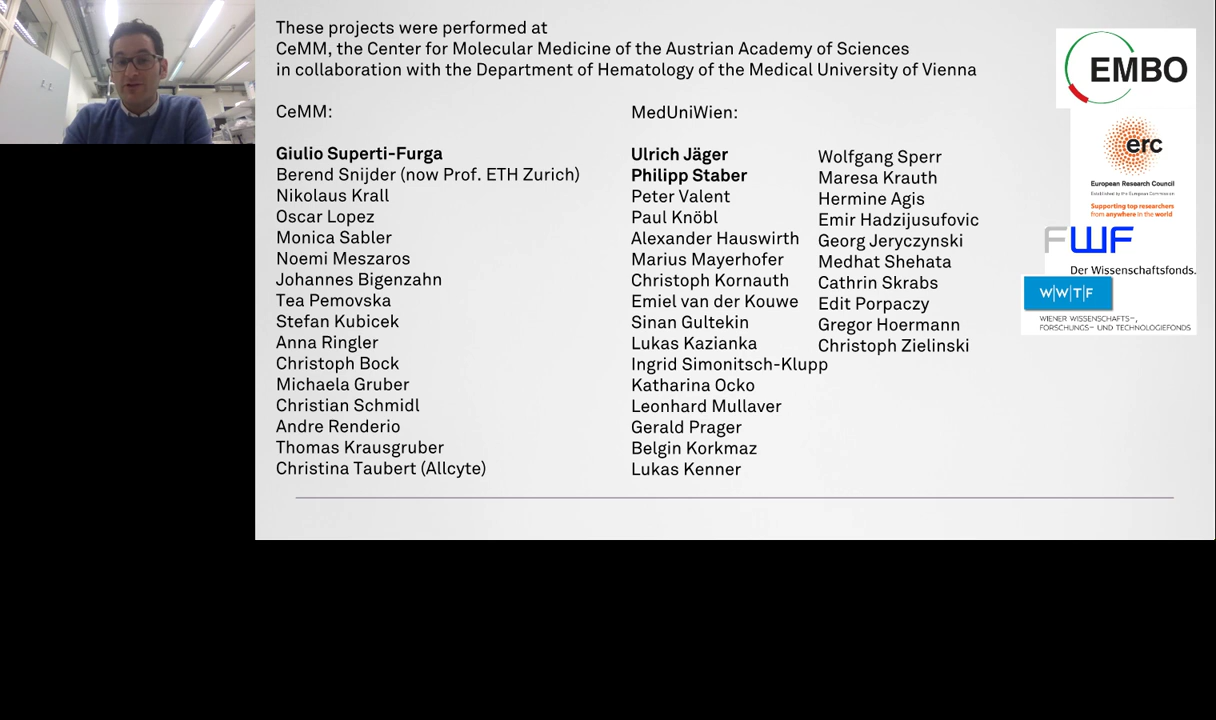 These projects were performed at
CeMM, the Center for Molecular Medicine of the Austrian Academy of Sciences
in collaboration with the Department of Hematology of the Medical University of Vienna
CeMM:
Giulio Superti-Furga
Berend Snijder (now Prof. ETH Zurich)
Nikolaus Krall
Oscar Lopez
Monica Sabler
Noemi Meszaros
Johannes Bigenzahn
Tea Pemovska
Stefan Kubicek
Anna Ringler
Christoph Bock
Michaela Gruber
Christian Schmidl
Andre Renderio
Thomas Krausgruber
Christina Taubert (Allcyte)
MedUniWien:
Ulrich Jäger
Philipp Staber
Peter Valent
Paul Knöbl
Alexander Hauswirth
Marius Mayerhofer
Christoph Kornauth
Emiel van der Kouwe
Sinan Gultekin
Lukas Kazianka
Ingrid Simonitsch-Klupp
Katharina Ocko
Leonhard Mullaver
Gerald Prager
Belgin Korkmaz
Lukas Kenner
Wolfgang Sperr
Maresa Krauth
Hermine Agis
Emir Hadzijusufovic
Georg Jeryczynski
Medhat Shehata
Cathrin Skrabs
Edit Porpaczy
Gregor Hoermann
Christoph Zielinski
EMBO
erc
European Research Council
Established by the European Commission
Supporting top researchers
from anywhere in the world
FWF
Der Wissenschaftsfonds.
W|W|T|F
WIENER WISSENSCHAFTS-,
FORSCHUNGS- UND TECHNOLOGIEFONDS